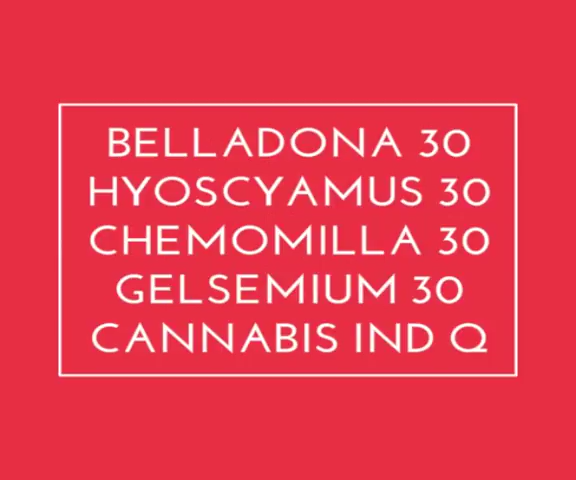 BELLADONA 30
HYOSCYAMUS 30
CHEMOMILLA 30
GELSEMIUM 30
CANNABIS IND Q